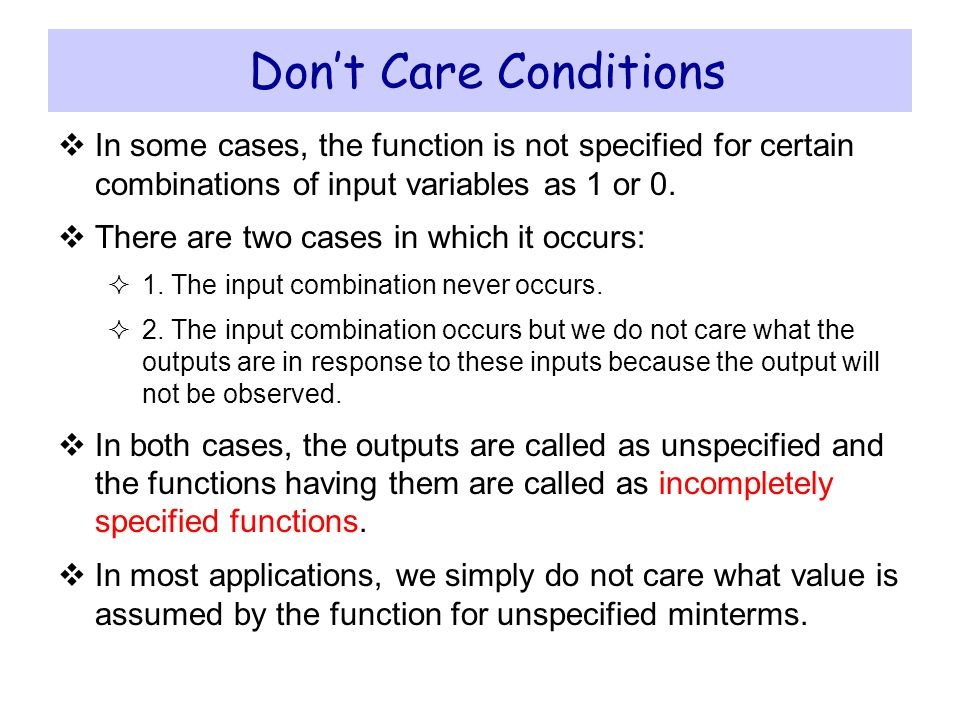 Don’t Care Conditions
❖ In some cases, the function is not specified for certain
combinations of input variables as 1 or 0.
❖ There are two cases in which it occurs:
✧ 1. The input combination never occurs.
✧ 2. The input combination occurs but we do not care what the
outputs are in response to these inputs because the output will
not be observed.
❖ In both cases, the outputs are called as unspecified and
the functions having them are called as incompletely
specified functions.
❖ In most applications, we simply do not care what value is
assumed by the function for unspecified minterms.